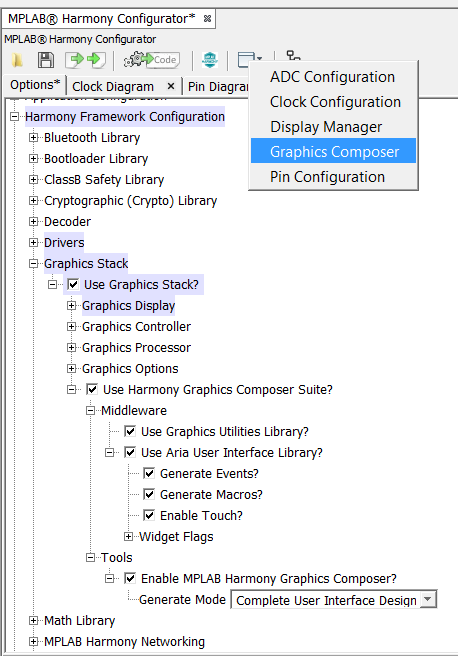 MPLAB® Harmony Configurator*
MPLAB® Harmony Configurator
Code
Options*
Clock Diagram
Pin Diagram
ADC Configuration
Clock Configuration
Display Manager
Graphics Composer
Pin Configuration
Harmony Framework Configuration
Bluetooth Library
Bootloader Library
ClassB Safety Library
Cryptographic (Crypto) Library
Decoder
Drivers
Graphics Stack
Use Graphics Stack?
Graphics Display
Graphics Controller
Graphics Processor
Graphics Options
Use Harmony Graphics Composer Suite?
Middleware
Use Graphics Utilities Library?
Use Aria User Interface Library?
Generate Events?
Generate Macros?
Enable Touch?
Widget Flags
Tools
Enable MPLAB Harmony Graphics Composer?
Generate Mode Complete User Interface Design
Math Library
MPLAB Harmony Networking